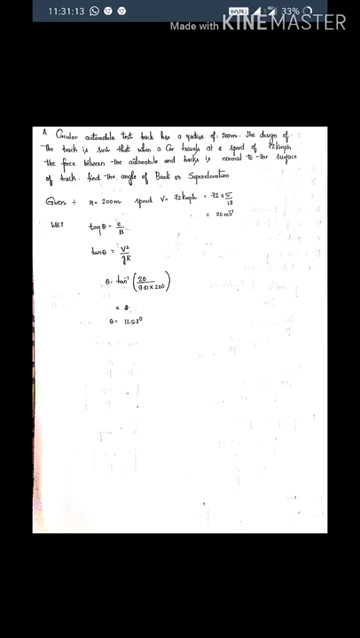 11:31:13
33%
Made with KINEMASTER
A Circular automobile test track has a radius of 200m. The design of
the track is such that when a Car travels at a speed of 72kmph
the force between the automobile and track is normal to the surface
of track. find the angle of Bank or Superelevation
Given : r = 200m speed V= 72kmph = 72 x 5/18
= 20 ms⁻¹
WKT
tanθ = e/B
tanθ = V²/gR
θ = tan⁻¹ (20 / 9.81 x 200)
= θ
θ = 11.53⁰